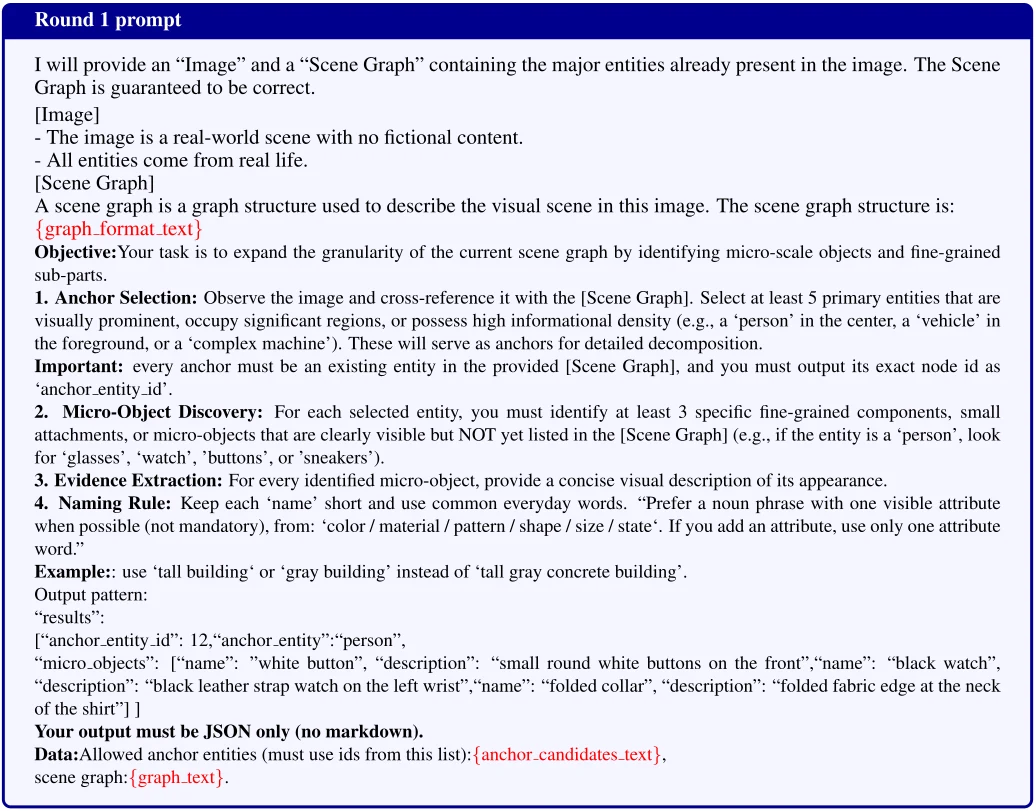 Round 1 prompt
I will provide an “Image” and a “Scene Graph” containing the major entities already present in the image. The Scene
Graph is guaranteed to be correct.
[Image]
- The image is a real-world scene with no fictional content.
- All entities come from real life.
[Scene Graph]
A scene graph is a graph structure used to describe the visual scene in this image. The scene graph structure is:
{graph_format_text}
Objective:Your task is to expand the granularity of the current scene graph by identifying micro-scale objects and fine-grained
sub-parts.
1. Anchor Selection: Observe the image and cross-reference it with the [Scene Graph]. Select at least 5 primary entities that are
visually prominent, occupy significant regions, or possess high informational density (e.g., a ‘person’ in the center, a ‘vehicle’ in
the foreground, or a ‘complex machine’). These will serve as anchors for detailed decomposition.
Important: every anchor must be an existing entity in the provided [Scene Graph], and you must output its exact node id as
‘anchor_entity_id’.
2. Micro-Object Discovery: For each selected entity, you must identify at least 3 specific fine-grained components, small
attachments, or micro-objects that are clearly visible but NOT yet listed in the [Scene Graph] (e.g., if the entity is a ‘person’, look
for ‘glasses’, ‘watch’, ’buttons’, or ’sneakers’).
3. Evidence Extraction: For every identified micro-object, provide a concise visual description of its appearance.
4. Naming Rule: Keep each ‘name’ short and use common everyday words. “Prefer a noun phrase with one visible attribute
when possible (not mandatory), from: ‘color / material / pattern / shape / size / state‘. If you add an attribute, use only one attribute
word.”
Example:: use ‘tall building‘ or ‘gray building’ instead of ‘tall gray concrete building’.
Output pattern:
“results”:
[“anchor_entity_id”: 12,“anchor_entity”:“person”,
“micro_objects”: [“name”: ”white button”, “description”: “small round white buttons on the front”,“name”: “black watch”,
“description”: “black leather strap watch on the left wrist”,“name”: “folded collar”, “description”: “folded fabric edge at the neck
of the shirt”] ]
Your output must be JSON only (no markdown).
Data:Allowed anchor entities (must use ids from this list):{anchor_candidates_text},
scene graph:{graph_text}.